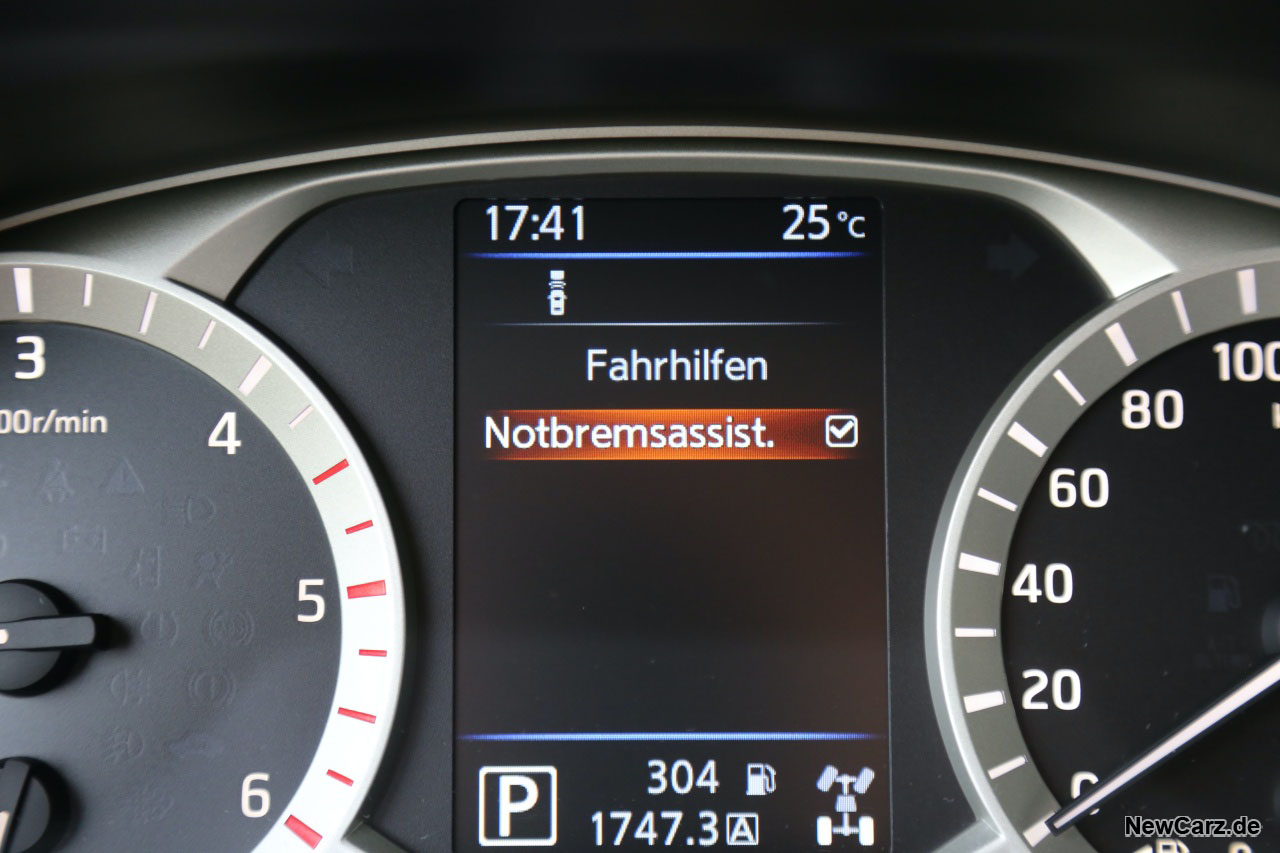 17:41 25 °C
Fahrhilfen
Notbremsassist.
P 304
1747.3 A
3
00r/min
4
5
6
100
80
60
40
20
0
NewCarz.de